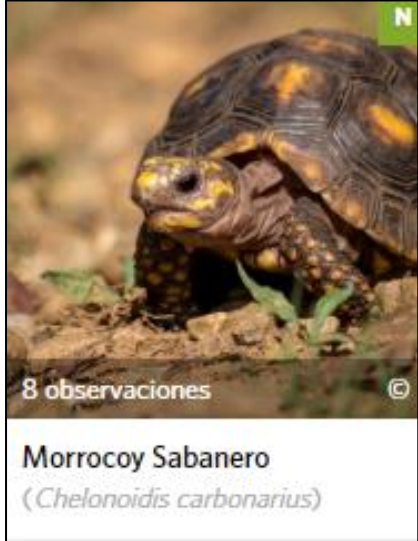 N
8 observaciones ©
Morrocoy Sabanero
(Chelonoidis carbonarius)